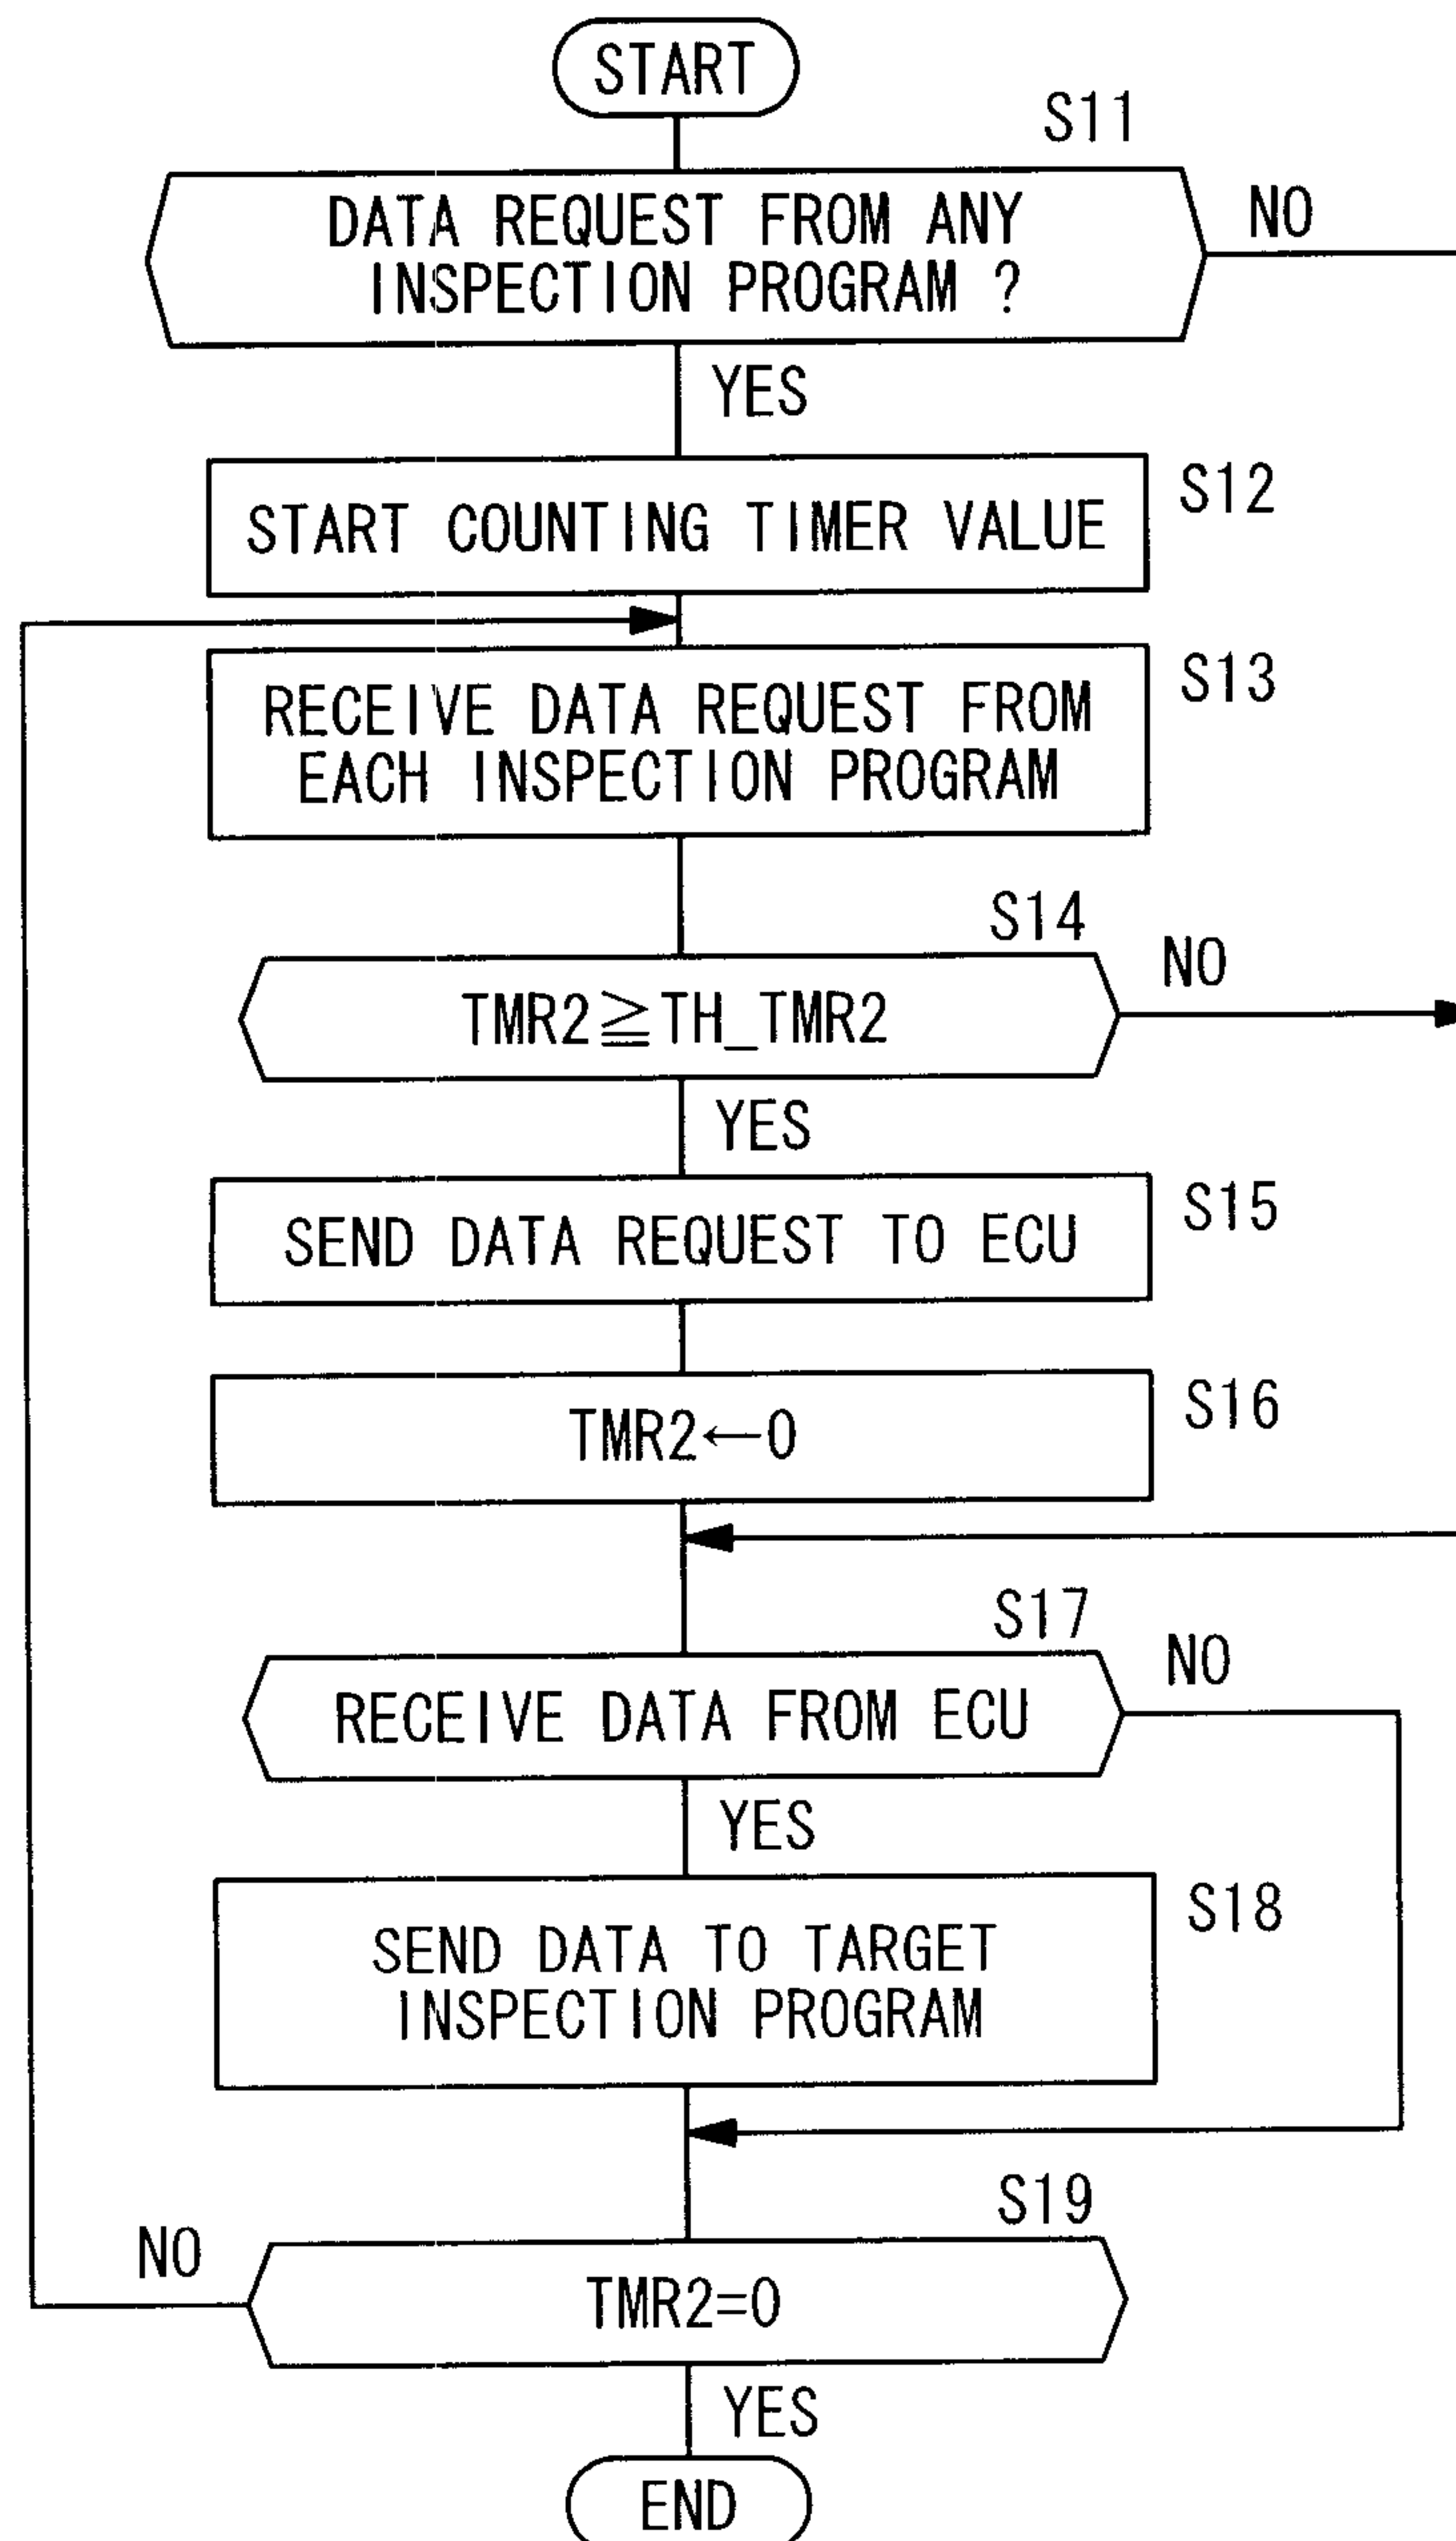 START
S11
DATA REQUEST FROM ANY
INSPECTION PROGRAM ?
NO
YES
S12
START COUNTING TIMER VALUE
S13
RECEIVE DATA REQUEST FROM
EACH INSPECTION PROGRAM
S14
NO
TMR2≧TH_TMR2
YES
S15
SEND DATA REQUEST TO ECU
S16
TMR2←0
S17
NO
RECEIVE DATA FROM ECU
YES
S18
SEND DATA TO TARGET
INSPECTION PROGRAM
S19
NO
TMR2=0
YES
END